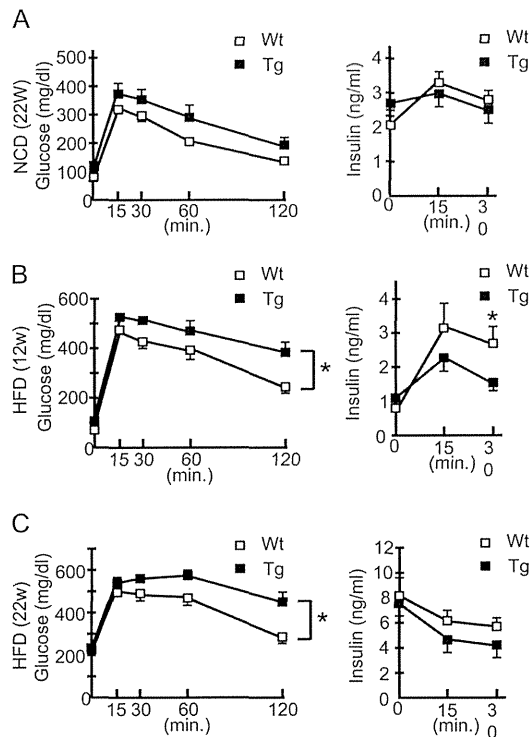 A
NCD (22W)
Glucose (mg/dl)
500
400
300
200
100
0
Wt
Tg
15 30 60 120
(min.)
Insulin (ng/ml)
4
3
2
1
0
Wt
Tg
0 15 3
0
(min.)
B
HFD (12w)
Glucose (mg/dl)
600
400
200
0
Wt
Tg
*
15 30 60 120
(min.)
Insulin (ng/ml)
4
3
2
1
0
Wt
Tg
*
0 15 3
0
(min.)
C
HFD (22w)
Glucose (mg/dl)
600
400
200
0
Wt
Tg
*
15 30 60 120
(min.)
Insulin (ng/ml)
12
10
8
6
4
2
0
Wt
Tg
0 15 3
0
(min.)